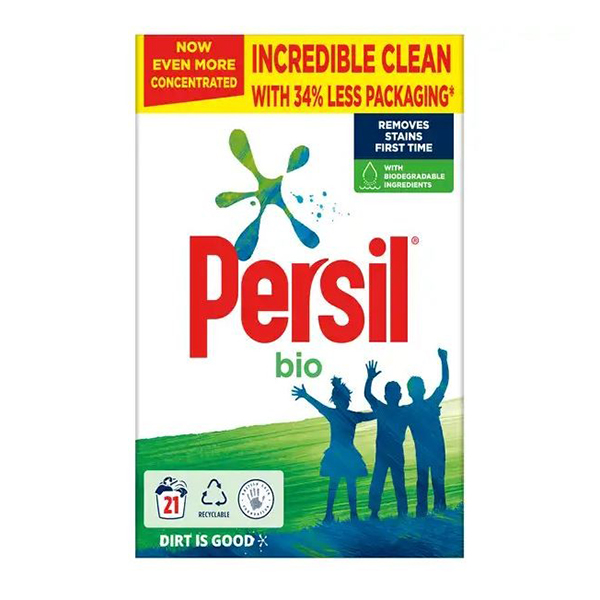 NOW
EVEN MORE
CONCENTRATED
INCREDIBLE CLEAN
WITH 34% LESS PACKAGING*
REMOVES
STAINS
FIRST TIME
WITH
BIODEGRADABLE
INGREDIENTS
Persil®
bio
21
RECYCLABLE
DIRT IS GOOD